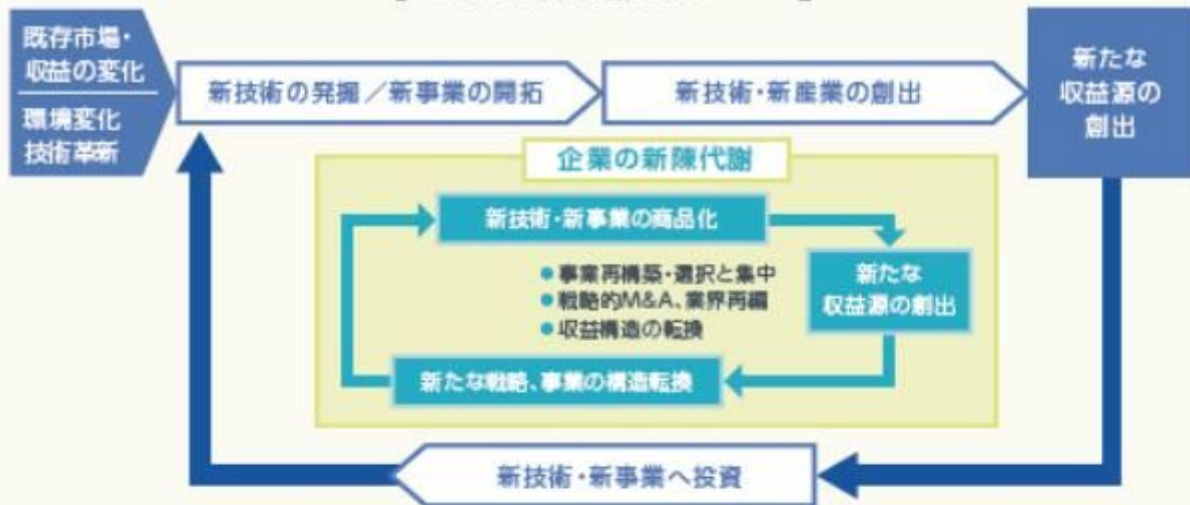 既存市場・
収益の変化
環境変化
技術革新
新技術の発掘／新事業の開拓
新技術・新産業の創出
新たな
収益源の
創出
企業の新陳代謝
新技術・新事業の商品化
●事業再構築・選択と集中
●戦略的M&A、業界再編
●収益構造の転換
新たな
収益源の創出
新たな戦略、事業の構造転換
新技術・新事業へ投資